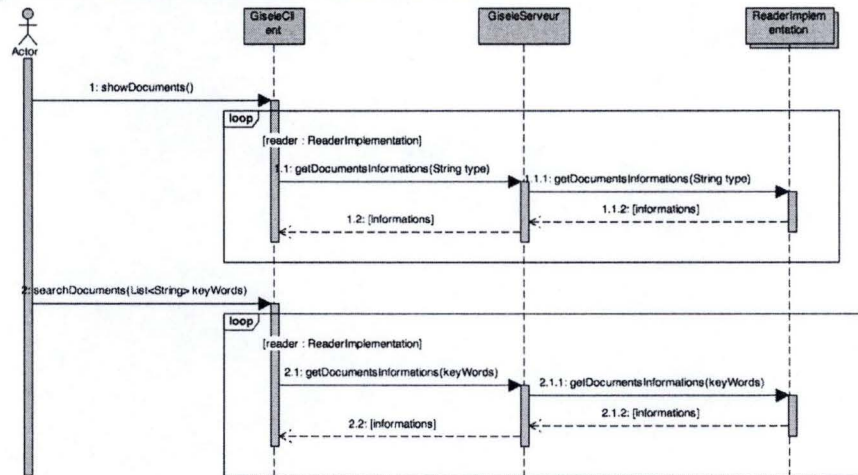 GiseleCli
ent
GiseleServeur
ReaderImplem
entation
Actor
1: showDocuments()
loop
[reader : ReaderImplementation]
1.1: getDocumentsInformations(String type)
1.1.1: getDocumentsInformations(String type)
1.2: [informations]
1.1.2: [informations]
2: searchDocuments(List<String> keyWords)
loop
[reader : ReaderImplementation]
2.1: getDocumentsInformations(keyWords)
2.1.1: getDocumentsInformations(keyWords)
2.2: [informations]
2.1.2: [informations]